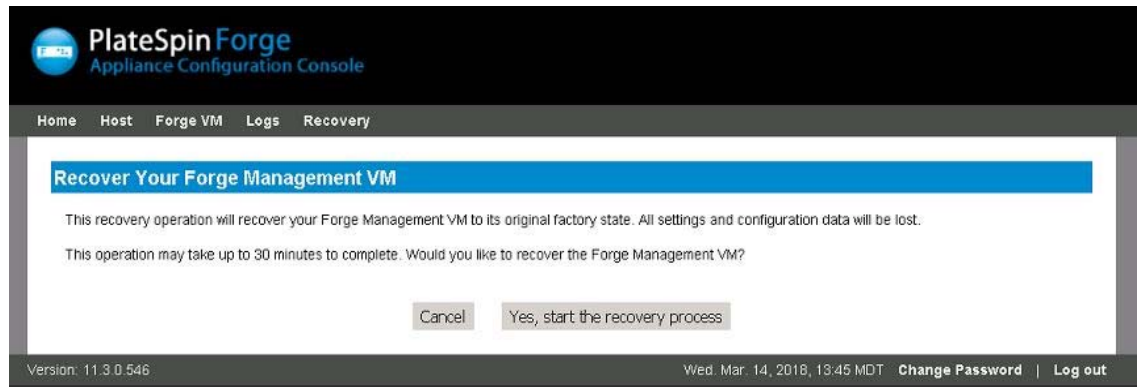 PlateSpin Forge
Appliance Configuration Console
Home Host Forge VM Logs Recovery
Recover Your Forge Management VM
This recovery operation will recover your Forge Management VM to its original factory state. All settings and configuration data will be lost.
This operation may take up to 30 minutes to complete. Would you like to recover the Forge Management VM?
Cancel Yes, start the recovery process
Version: 11.3.0.546 Wed. Mar. 14, 2018, 13:45 MDT Change Password | Log out